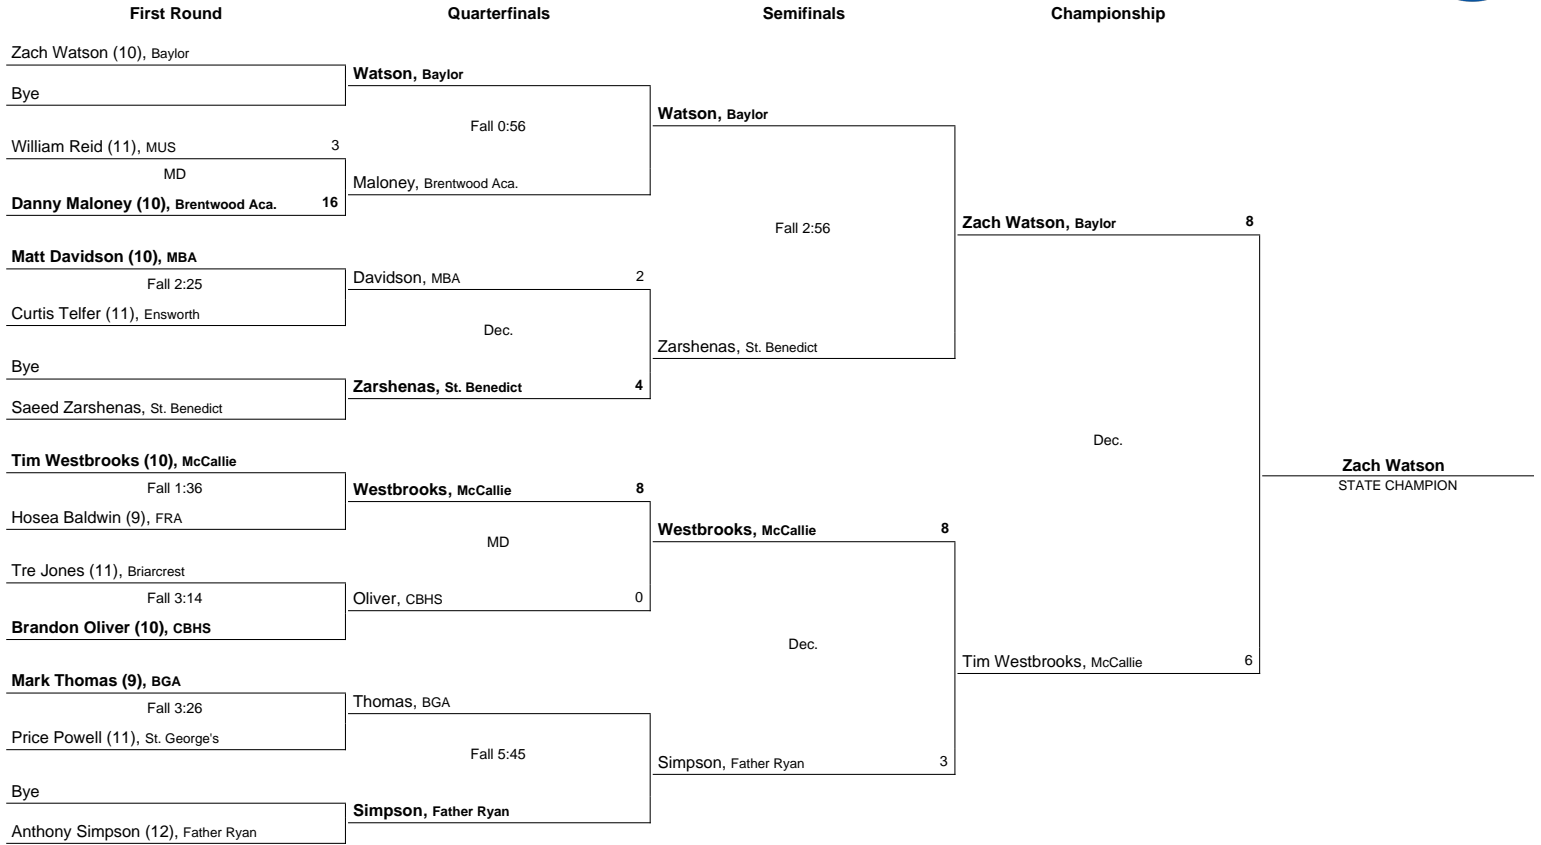 First Round
Quarterfinals
Semifinals
Championship
Zach Watson (10), Baylor
Bye
William Reid (11), MUS 3
MD
Danny Maloney (10), Brentwood Aca. 16
Matt Davidson (10), MBA
Fall 2:25
Curtis Telfer (11), Ensworth
Bye
Saeed Zarshenas, St. Benedict
Tim Westbrooks (10), McCallie
Fall 1:36
Hosea Baldwin (9), FRA
Tre Jones (11), Briarcrest
Fall 3:14
Brandon Oliver (10), CBHS
Mark Thomas (9), BGA
Fall 3:26
Price Powell (11), St. George's
Bye
Anthony Simpson (12), Father Ryan
Watson, Baylor
Fall 0:56
Maloney, Brentwood Aca.
Davidson, MBA 2
Dec.
Zarshenas, St. Benedict 4
Westbrooks, McCallie 8
MD
Oliver, CBHS 0
Thomas, BGA
Fall 5:45
Simpson, Father Ryan
Watson, Baylor
Fall 2:56
Zarshenas, St. Benedict
Westbrooks, McCallie 8
Dec.
Simpson, Father Ryan 3
Zach Watson, Baylor 8
Dec.
Tim Westbrooks, McCallie 6
Zach Watson
STATE CHAMPION